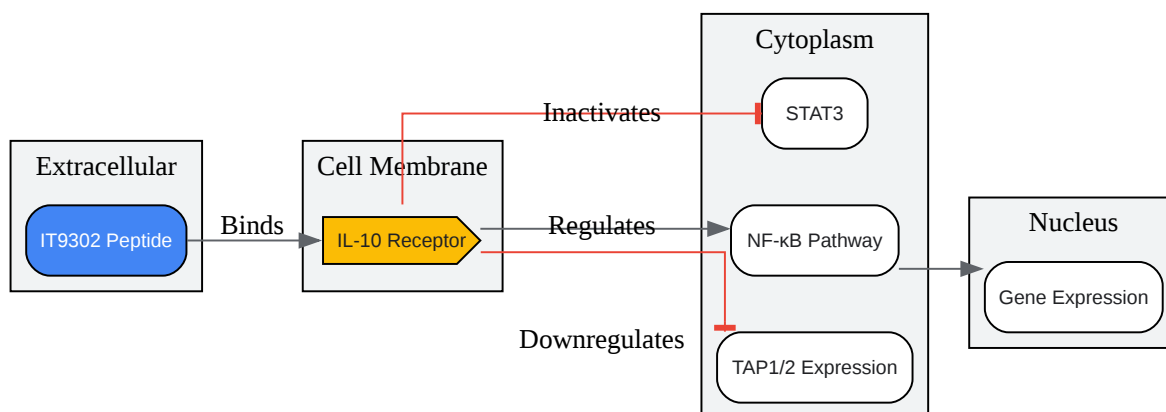 Extracellular
IT9302 Peptide
Binds
Cell Membrane
IL-10 Receptor
Inactivates
Regulates
Downregulates
Cytoplasm
STAT3
NF-κB Pathway
TAP1/2 Expression
Nucleus
Gene Expression